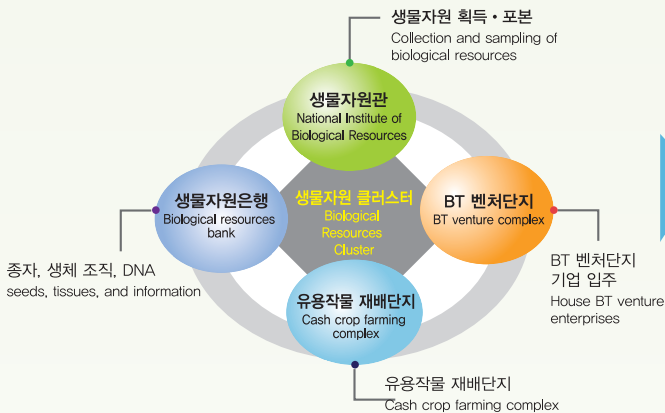 생물자원 획득·포본
Collection and sampling of
biological resources
생물자원관
National Institute of
Biological Resources
생물자원은행
Biological resources
bank
생물자원 클러스터
Biological
Resources
Cluster
BT 벤처단지
BT venture complex
종자, 생체 조직, DNA
seeds, tissues, and information
BT 벤처단지
기업 입주
House BT venture
enterprises
유용작물 재배단지
Cash crop farming
complex
유용작물 재배단지
Cash crop farming complex